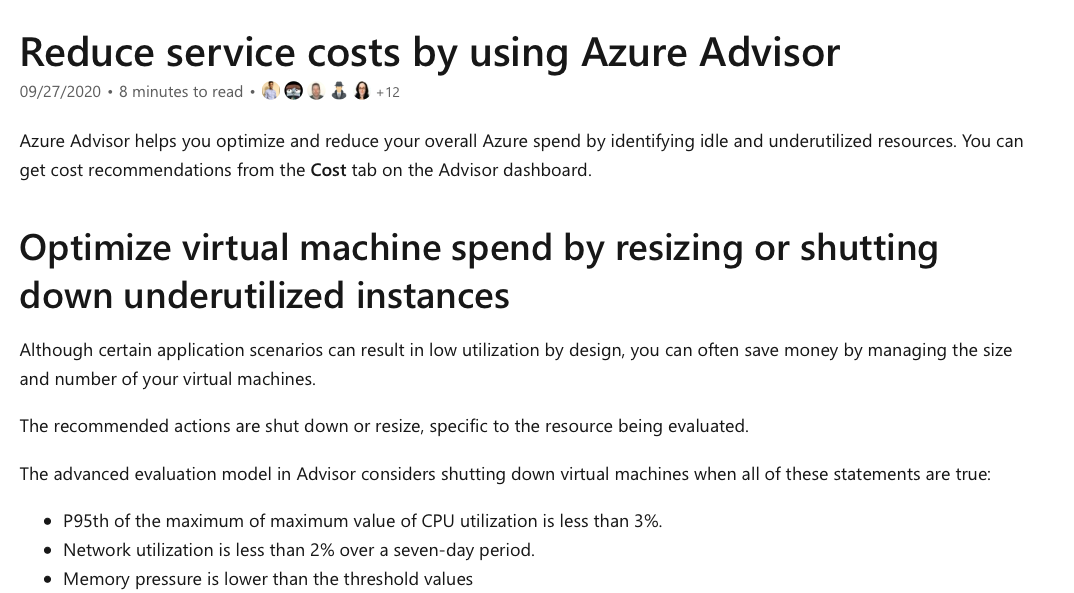 Reduce service costs by using Azure Advisor
09/27/2020 • 8 minutes to read • +12
Azure Advisor helps you optimize and reduce your overall Azure spend by identifying idle and underutilized resources. You can
get cost recommendations from the Cost tab on the Advisor dashboard.
Optimize virtual machine spend by resizing or shutting
down underutilized instances
Although certain application scenarios can result in low utilization by design, you can often save money by managing the size
and number of your virtual machines.
The recommended actions are shut down or resize, specific to the resource being evaluated.
The advanced evaluation model in Advisor considers shutting down virtual machines when all of these statements are true:
• P95th of the maximum of maximum value of CPU utilization is less than 3%.
• Network utilization is less than 2% over a seven-day period.
• Memory pressure is lower than the threshold values